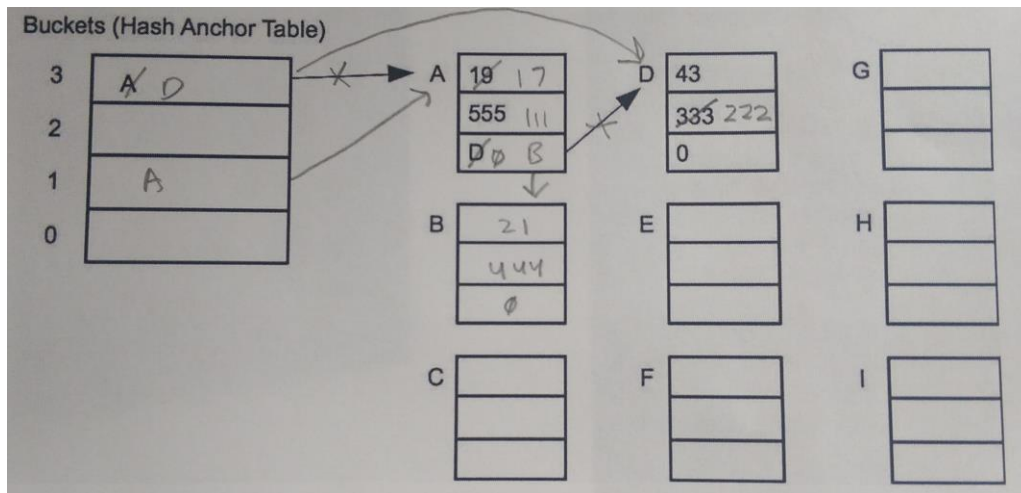 Buckets (Hash Anchor Table)
3 A D
2
1 A
0
A 19 17
555 111
D 0 B
D 43
333 222
0
G
B 21
444
0
E
H
C
F
I